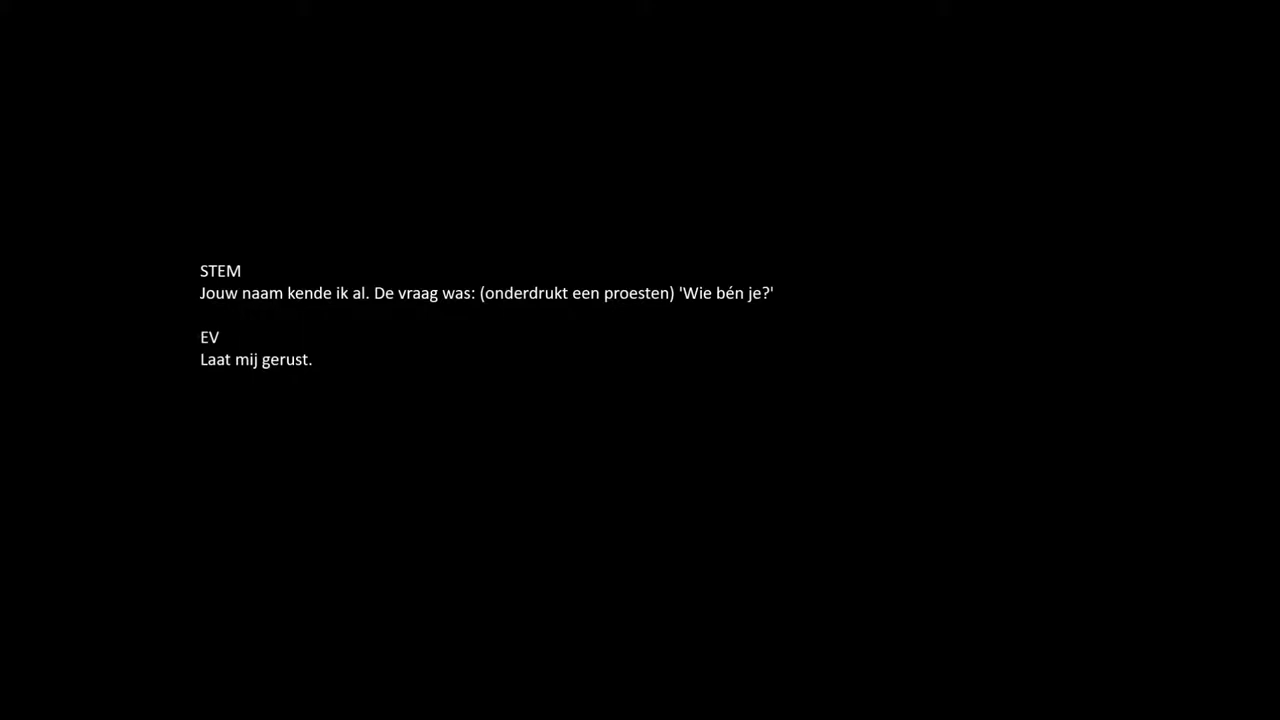 STEM
Jouw naam kende ik al. De vraag was: (onderdrukt een proesten) 'Wie bén je?'
EV
Laat mij gerust.